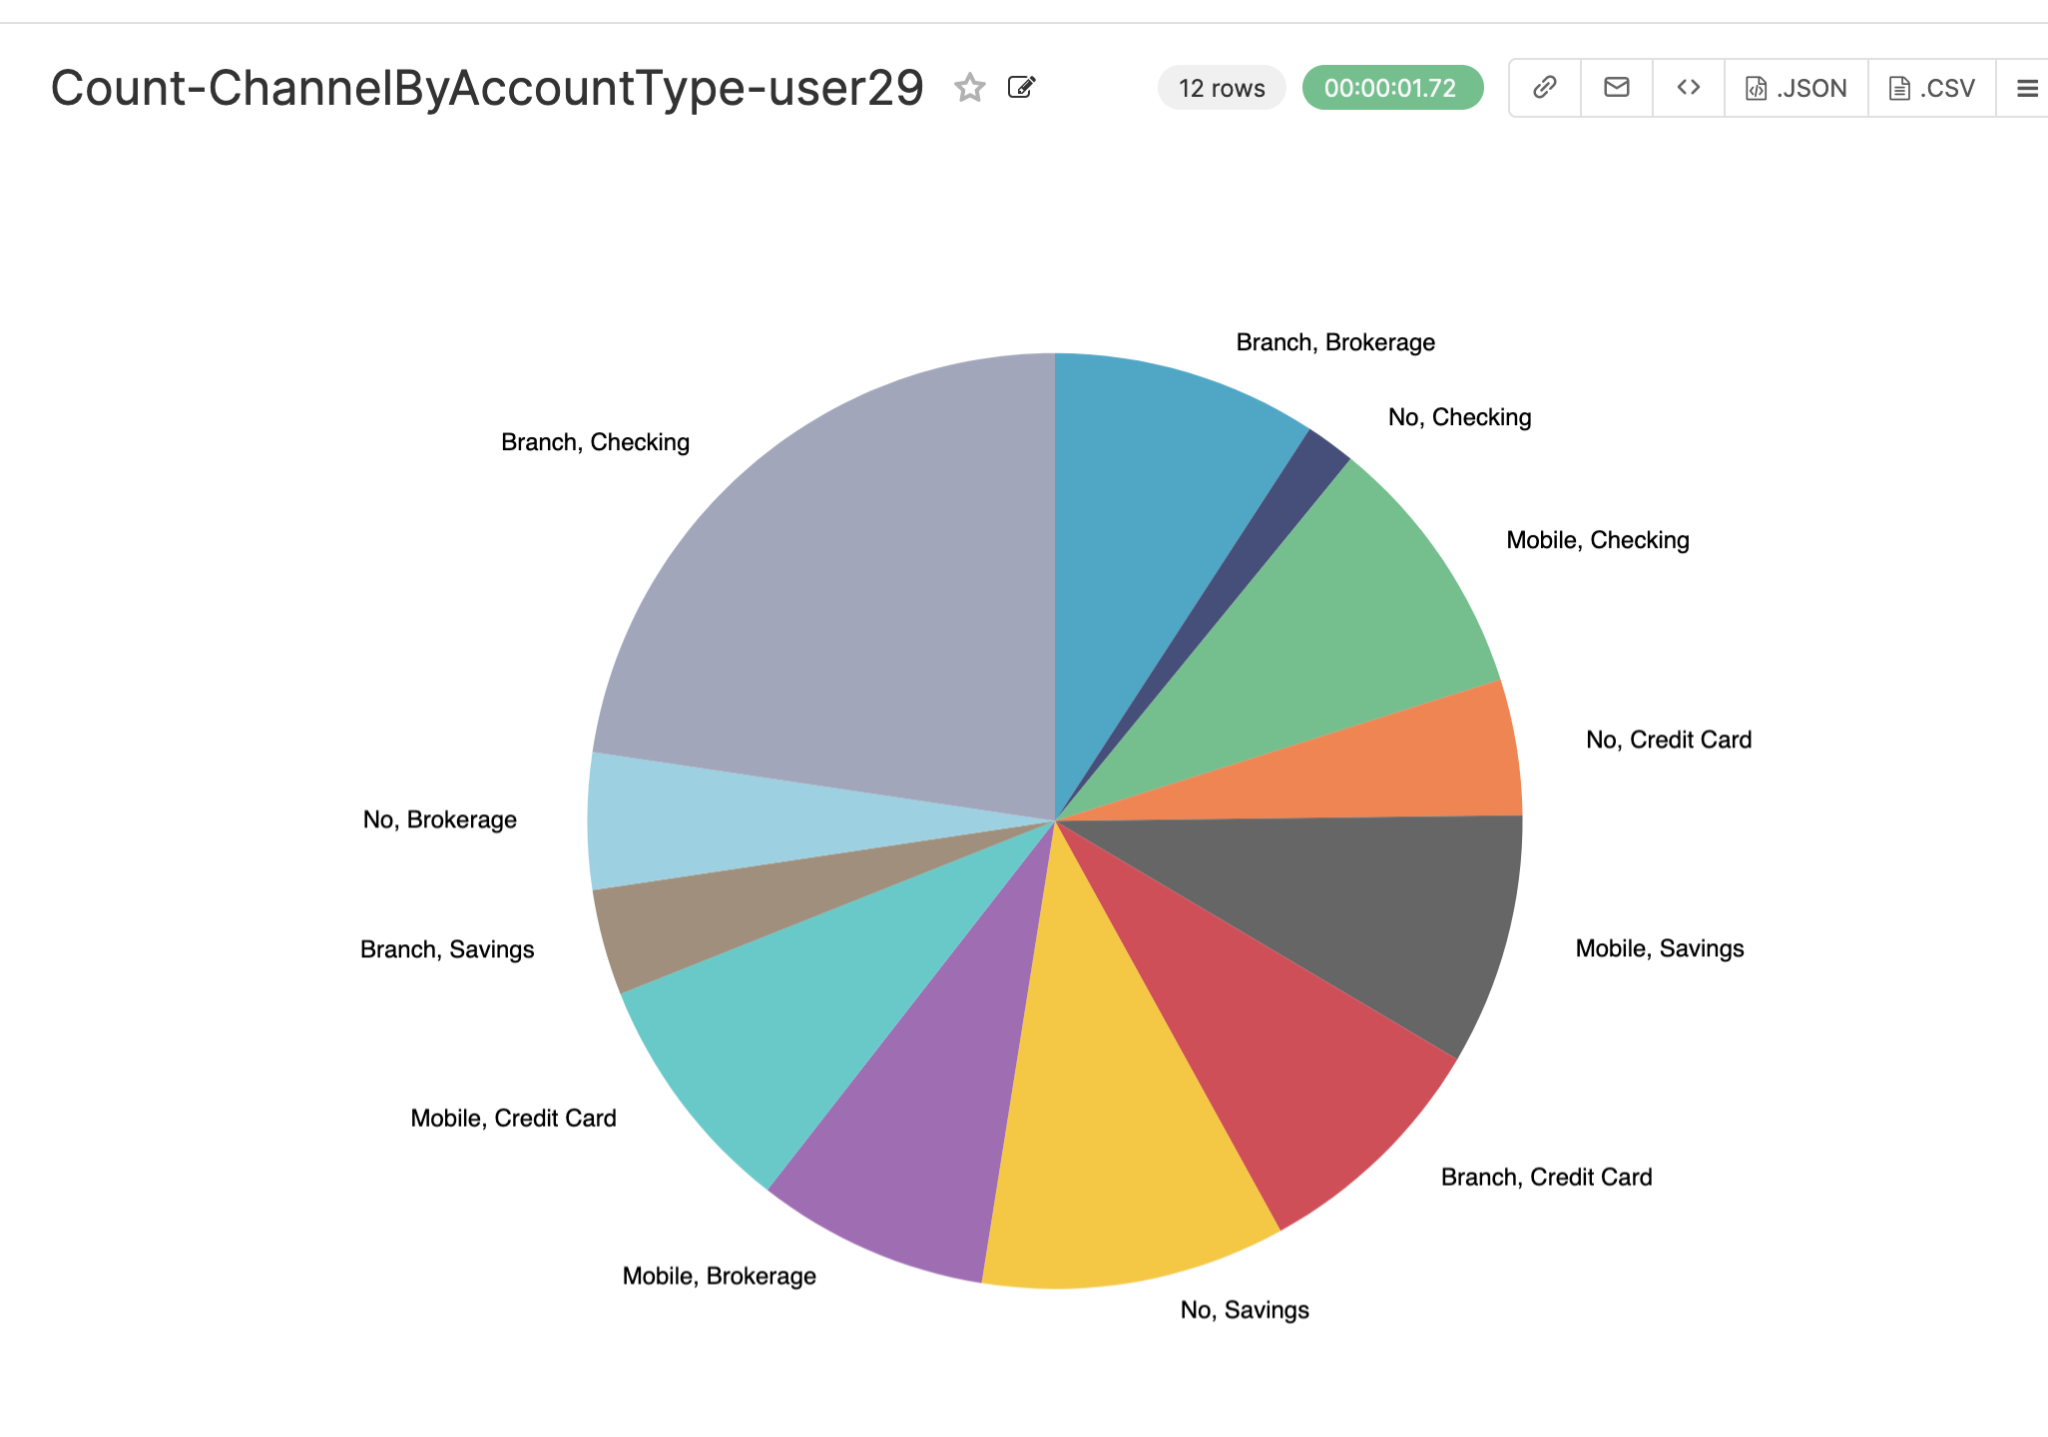 Count-ChannelByAccountType-user29
12 rows
00:00:01.72
.JSON
.CSV
Branch, Brokerage
No, Checking
Branch, Checking
Mobile, Checking
No, Credit Card
No, Brokerage
Mobile, Savings
Branch, Savings
Mobile, Credit Card
Branch, Credit Card
Mobile, Brokerage
No, Savings